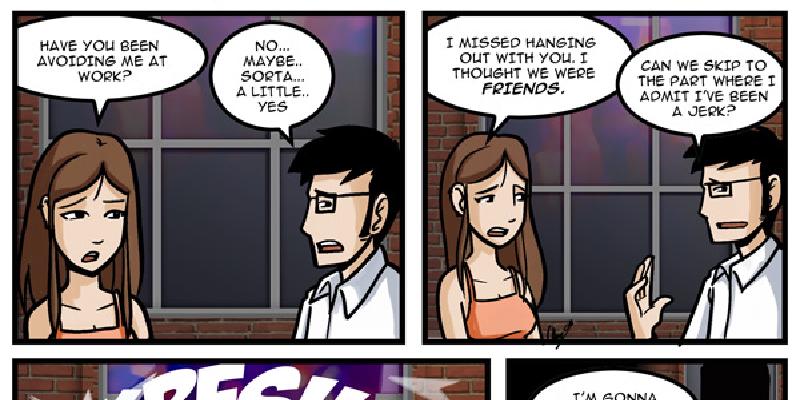 HAVE YOU BEEN
AVOIDING ME AT
WORK?
NO...
MAYBE..
SORTA...
A LITTLE..
YES
I MISSED HANGING
OUT WITH YOU. I
THOUGHT WE WERE
FRIENDS.
CAN WE SKIP TO
THE PART WHERE I
ADMIT I'VE BEEN
A JERK?
I'M GONNA